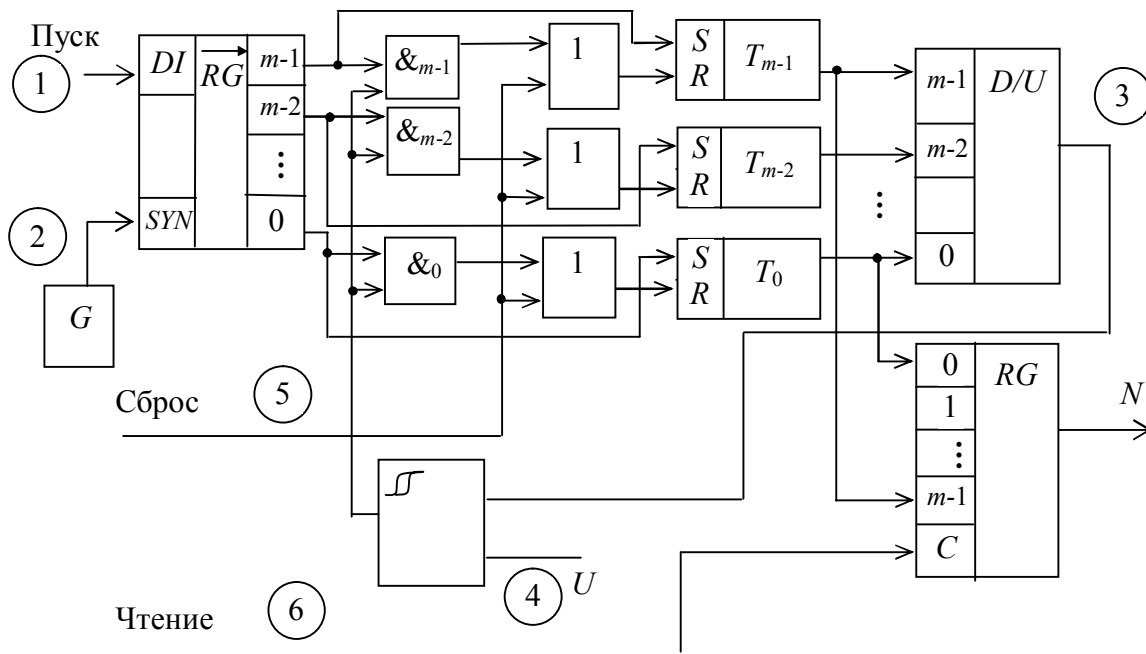 Пуск
1
DI
RG
m-1
m-2
⋮
0
SYN
2
G
&m-1
&m-2
&0
1
1
1
S
R
Tm-1
S
R
Tm-2
S
R
T0
m-1
m-2
⋮
0
D/U
3
⋮
Сброс
5
0
1
⋮
m-1
C
RG
N
4
U
Чтение
6